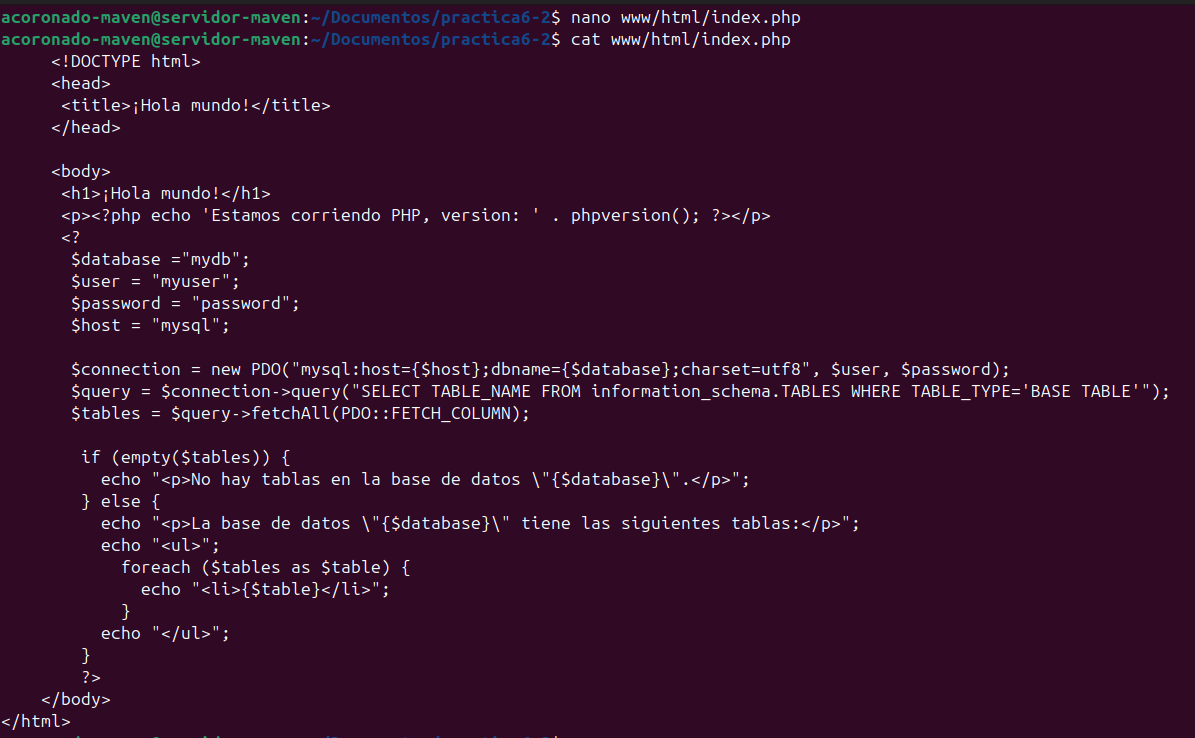 acoronado-maven@servidor-maven:~/Documentos/practica6-2$ nano www/html/index.php
acoronado-maven@servidor-maven:~/Documentos/practica6-2$ cat www/html/index.php
<!DOCTYPE html>
<head>
<title>¡Hola mundo!</title>
</head>
<body>
<h1>¡Hola mundo!</h1>
<p><?php echo 'Estamos corriendo PHP, version: ' . phpversion(); ?></p>
<?
$database ="mydb";
$user = "myuser";
$password = "password";
$host = "mysql";
$connection = new PDO("mysql:host={$host};dbname={$database};charset=utf8", $user, $password);
$query = $connection->query("SELECT TABLE_NAME FROM information_schema.TABLES WHERE TABLE_TYPE='BASE TABLE'");
$tables = $query->fetchAll(PDO::FETCH_COLUMN);
if (empty($tables)) {
echo "<p>No hay tablas en la base de datos \"{$database}\".</p>";
} else {
echo "<p>La base de datos \"{$database}\" tiene las siguientes tablas:</p>";
echo "<ul>";
foreach ($tables as $table) {
echo "<li>{$table}</li>";
}
echo "</ul>";
}
?>
</body>
</html>